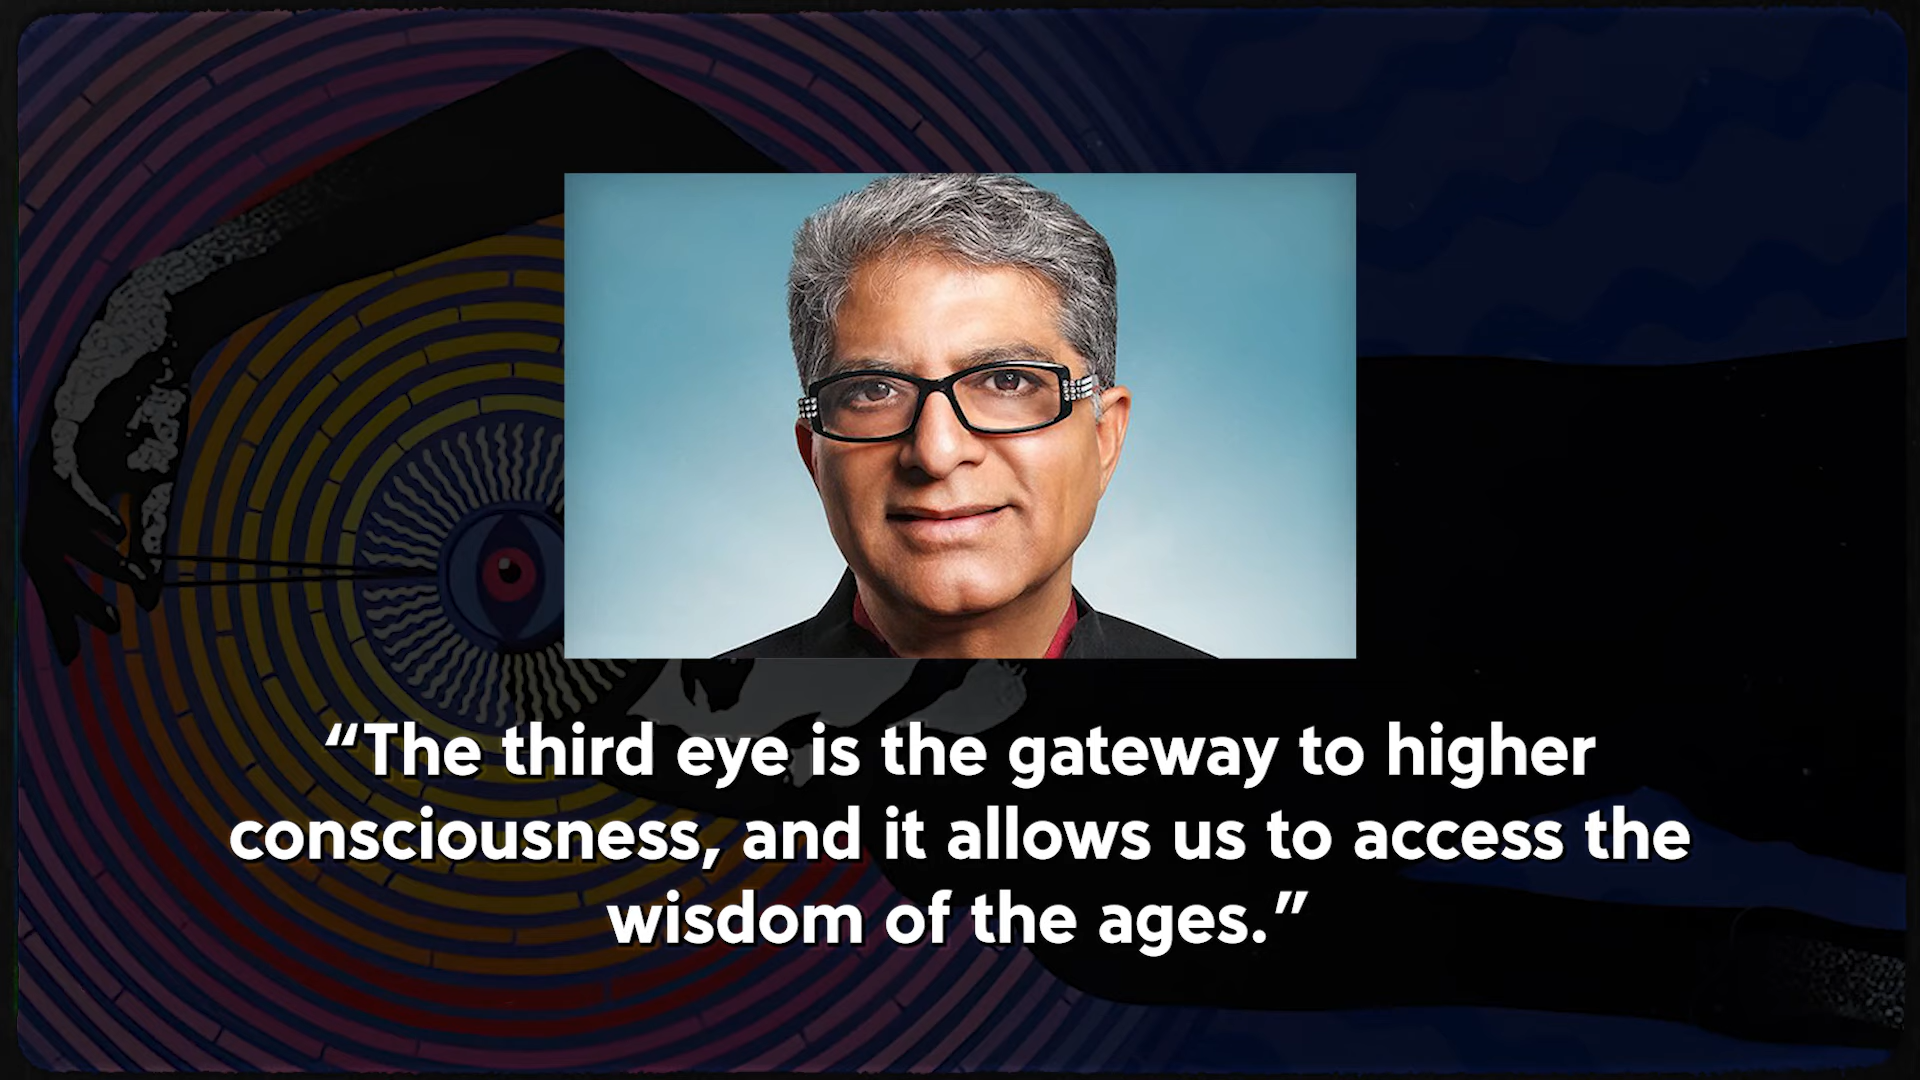 “The third eye is the gateway to higher
consciousness, and it allows us to access the
wisdom of the ages.”